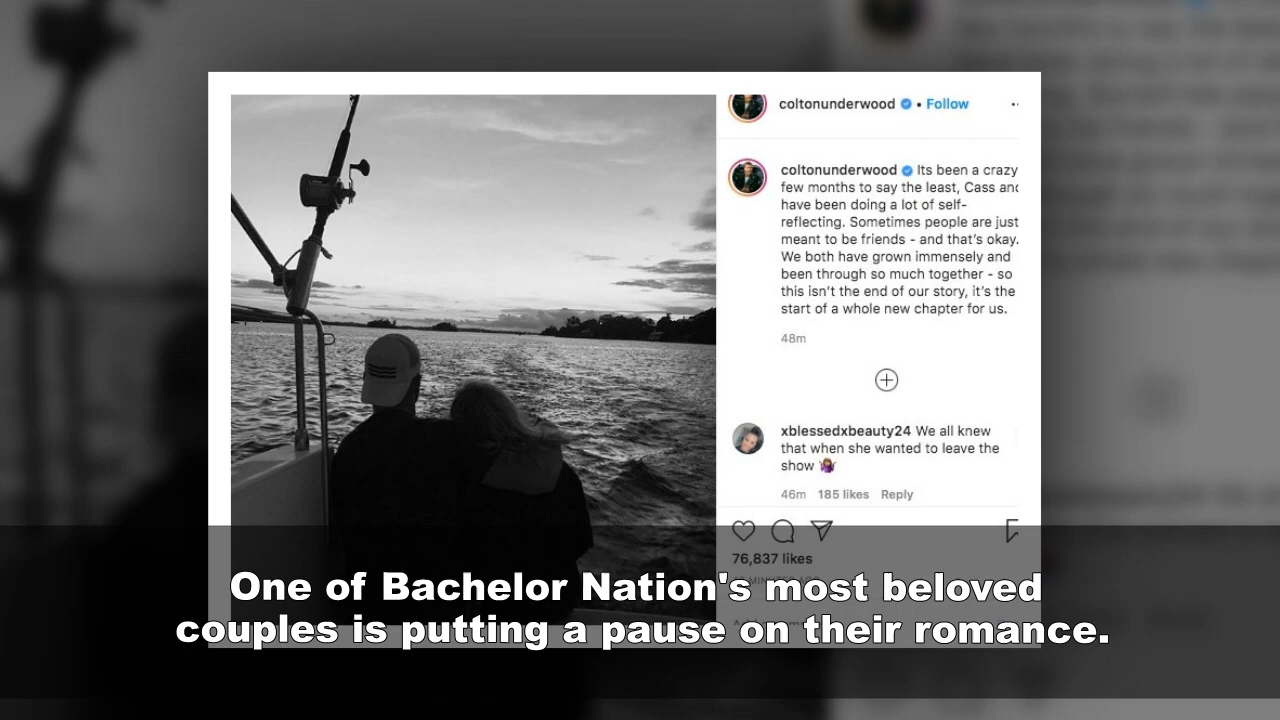 coltonunderwood • Follow
coltonunderwood Its been a crazy
few months to say the least, Cass and
have been doing a lot of self-
reflecting. Sometimes people are just
meant to be friends - and that's okay.
We both have grown immensely and
been through so much together - so
this isn't the end of our story, it's the
start of a whole new chapter for us.
48m
xblessedxbeauty24 We all knew
that when she wanted to leave the
show 🤷🏽‍♀️
46m 185 likes Reply
76,837 likes
One of Bachelor Nation's most beloved
couples is putting a pause on their romance.